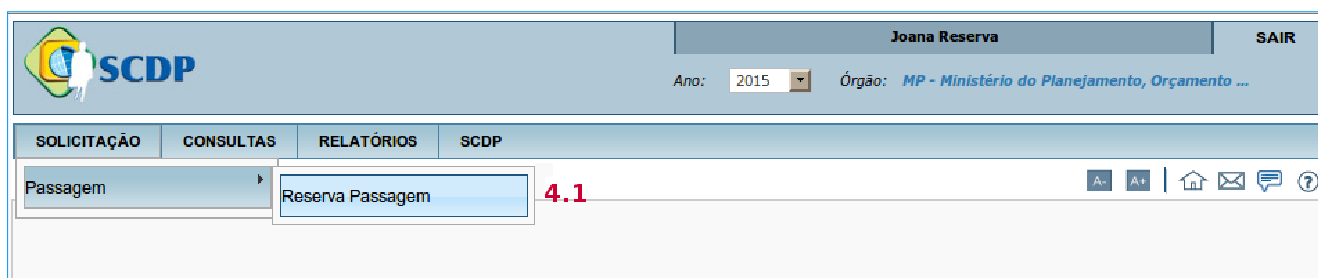 Joana Reserva
SAIR
SCDP
Ano: 2015 Órgão: MP - Ministério do Planejamento, Orçamento ...
SOLICITAÇÃO CONSULTAS RELATÓRIOS SCDP
Passagem
Reserva Passagem 4.1
A- A+ ?